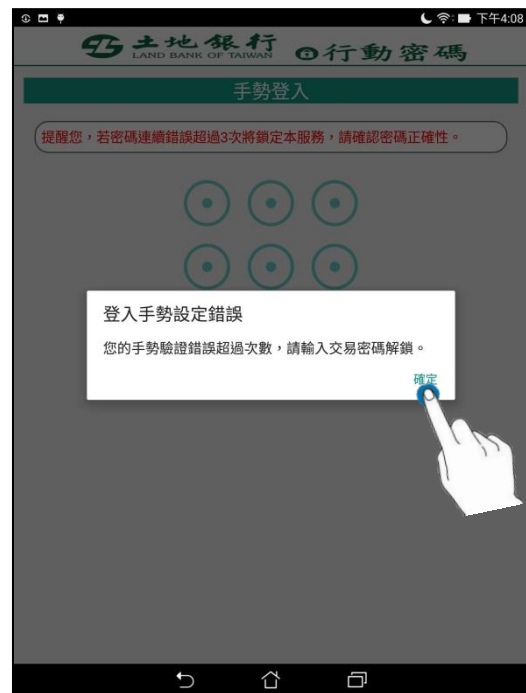 下午4:08
土地銀行 行動密碼
LAND BANK OF TAIWAN
手勢登入
提醒您，若密碼連續錯誤超過3次將鎖定本服務，請確認密碼正確性。
登入手勢設定錯誤
您的手勢驗證錯誤超過次數，請輸入交易密碼解鎖。
確定